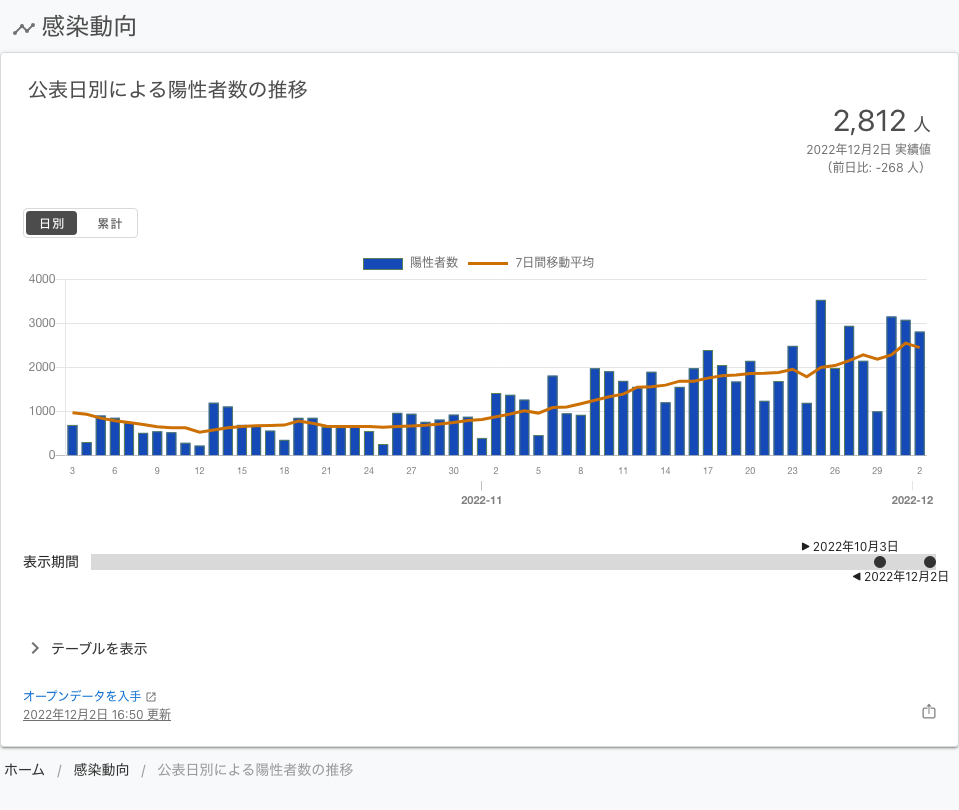 感染動向
公表日別による陽性者数の推移
2,812 人
2022年12月2日 実績値
（前日比: -268 人）
日別 累計
陽性者数 7日間移動平均
4000
3000
2000
1000
0
3 6 9 12 15 18 21 24 27 30 2 5 8 11 14 17 20 23 26 29 2
2022-11 2022-12
2022年10月3日
表示期間
2022年12月2日
テーブルを表示
オープンデータを入手
2022年12月2日 16:50 更新
ホーム / 感染動向 / 公表日別による陽性者数の推移